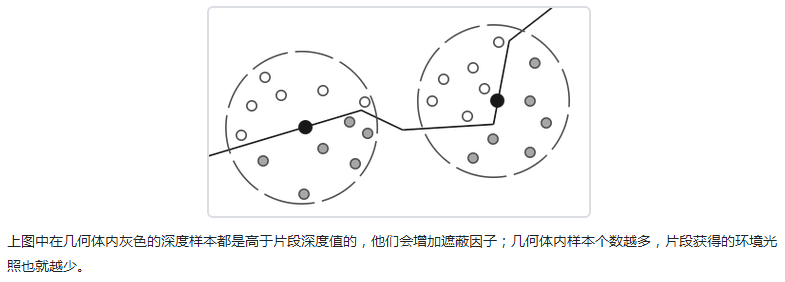 上图中在几何体内灰色的深度样本都是高于片段深度值的，他们会增加遮蔽因子；几何体内样本个数越多，片段获得的环境光
照也就越少。